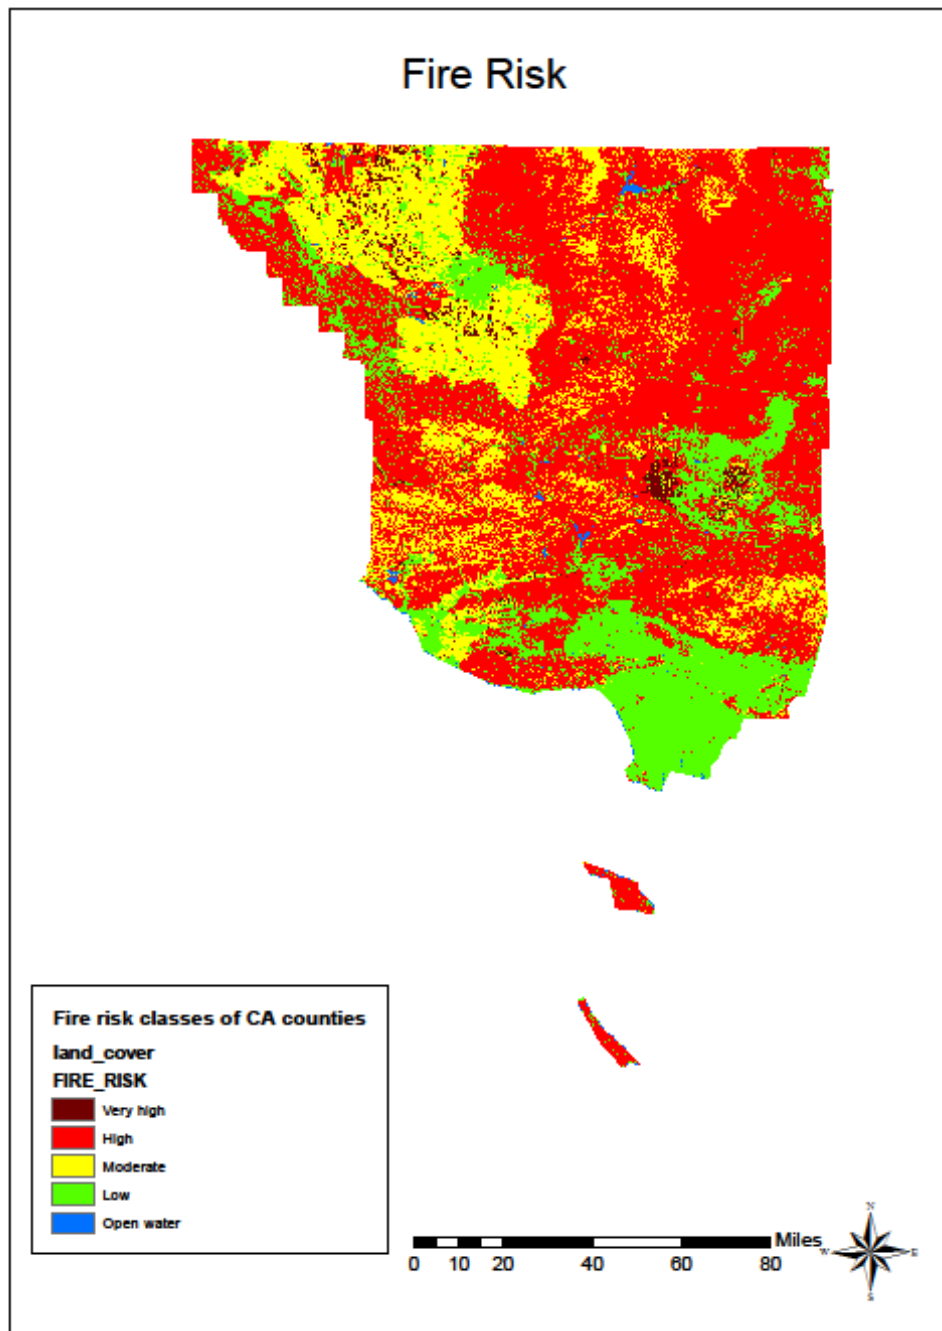 Fire Risk
Fire risk classes of CA counties
land_cover
FIRE_RISK
Very high
High
Moderate
Low
Open water
Miles
0 10 20 40 60 80
N
W
E
S